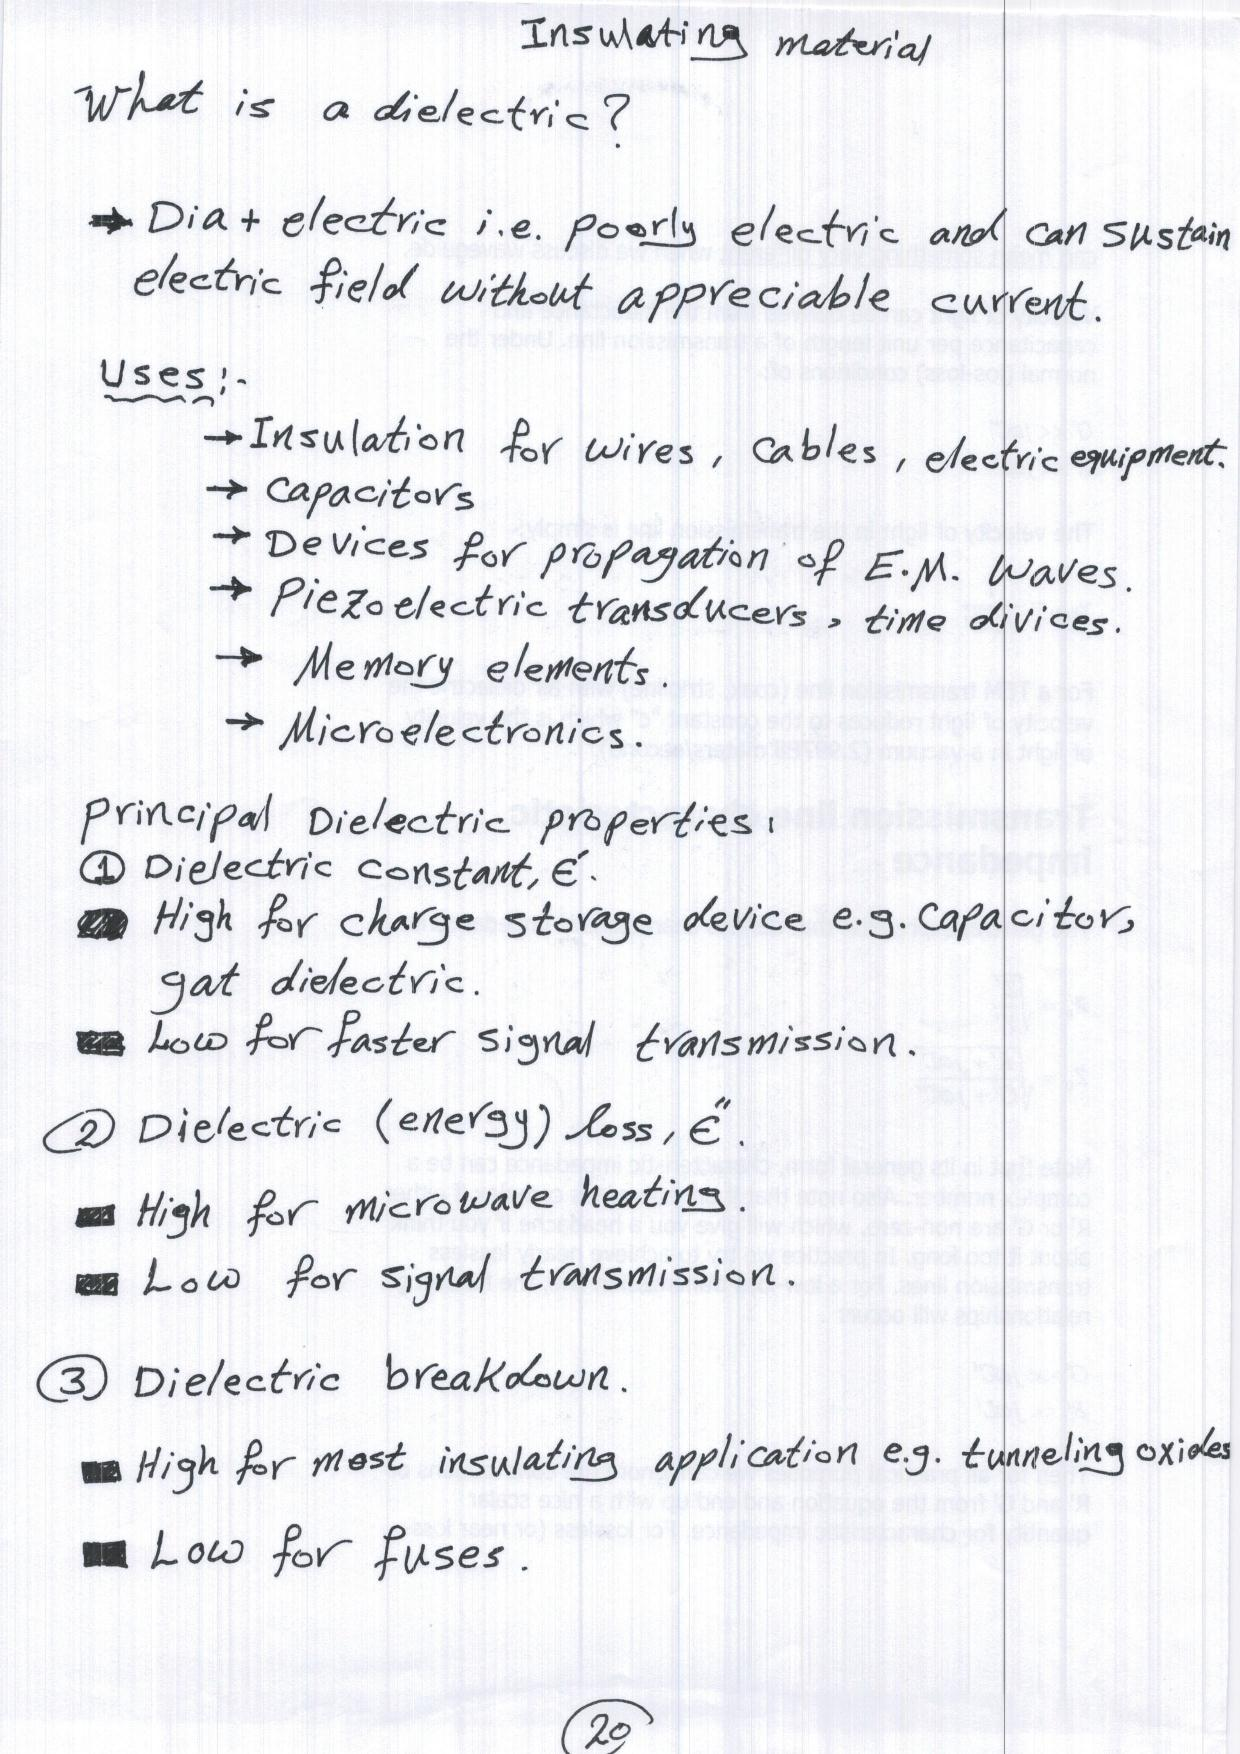 Insulating material
What is a dielectric?
→ Dia + electric i.e. poorly electric and can sustain
electric field without appreciable current.
Uses:-
→ Insulation for wires, cables, electric equipment.
→ Capacitors
→ Devices for propagation of E.M. waves.
→ Piezoelectric transducers, time divices.
→ Memory elements.
→ Microelectronics.
Principal Dielectric properties:
① Dielectric constant, ε′.
■ High for charge storage device e.g. capacitor,
gat dielectric.
■ Low for faster signal transmission.
② Dielectric (energy) loss, ε″.
■ High for microwave heating.
■ Low for signal transmission.
③ Dielectric breakdown.
■ High for most insulating application e.g. tunneling oxides
■ Low for fuses.
20